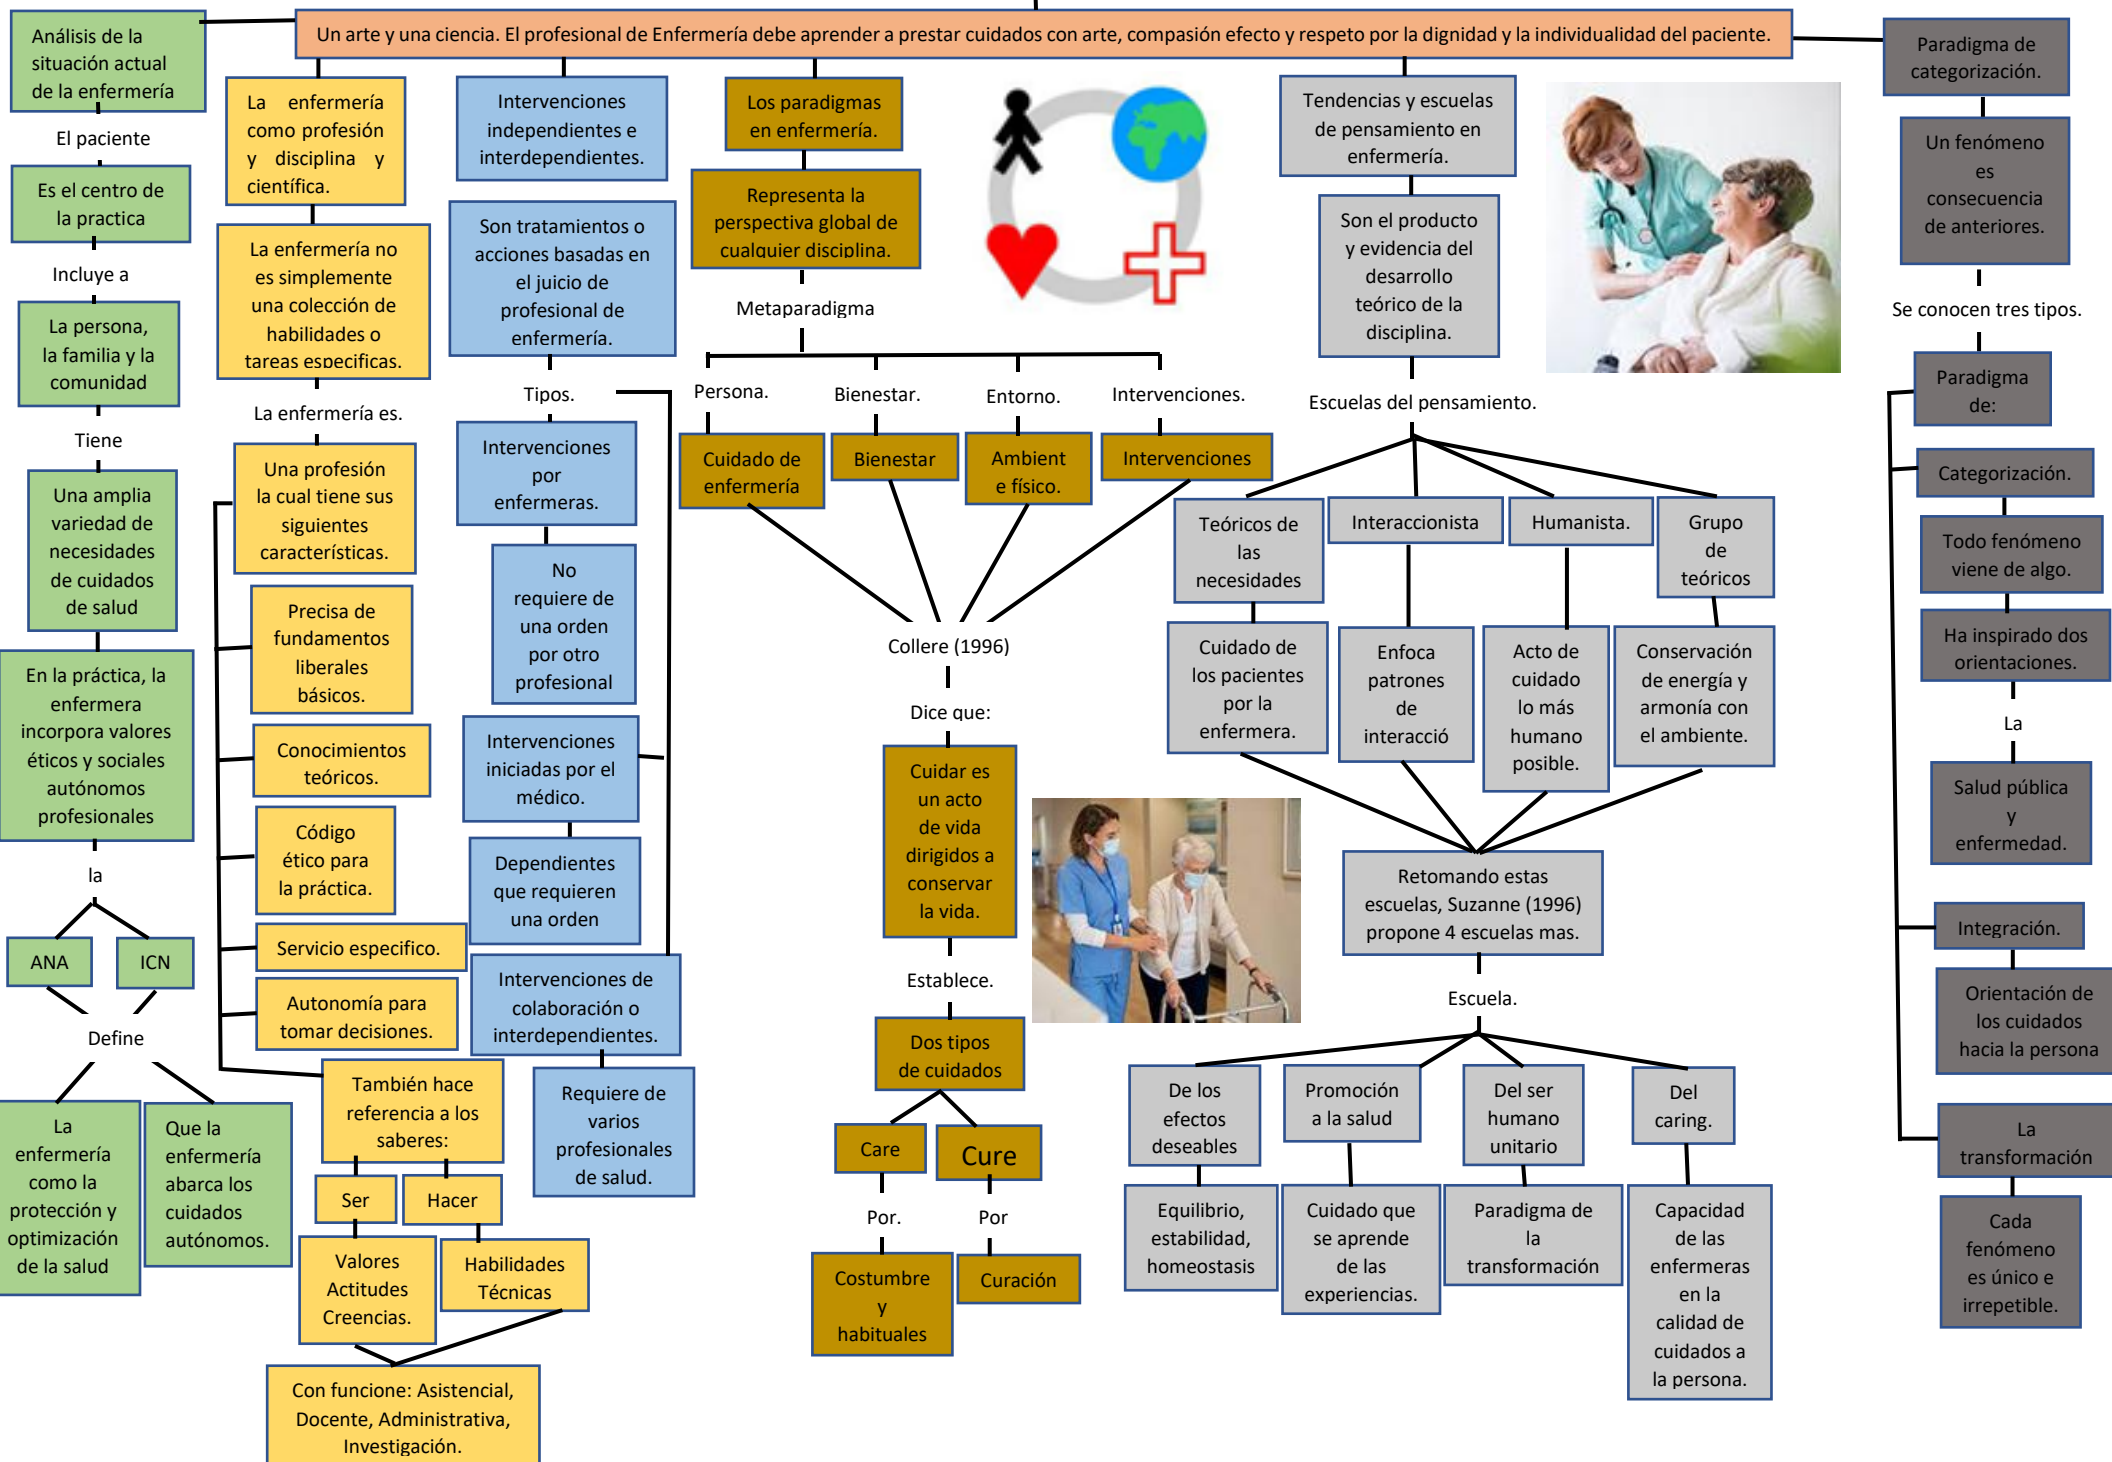 Un arte y una ciencia. El profesional de Enfermería debe aprender a prestar cuidados con arte, compasión efecto y respeto por la dignidad y la individualidad del paciente.
Análisis de la
situación actual
de la enfermería
El paciente
Es el centro de
la practica
Incluye a
La persona,
la familia y la
comunidad
Tiene
Una amplia
variedad de
necesidades
de cuidados
de salud
En la práctica, la
enfermera
incorpora valores
éticos y sociales
autónomos
profesionales
la
ANA
ICN
Define
La
enfermería
como la
protección y
optimización
de la salud
Que la
enfermería
abarca los
cuidados
autónomos.
La enfermería
como profesión
y disciplina y
científica.
La enfermería no
es simplemente
una colección de
habilidades o
tareas especificas.
La enfermería es.
Una profesión
la cual tiene sus
siguientes
características.
Precisa de
fundamentos
liberales
básicos.
Conocimientos
teóricos.
Código
ético para
la práctica.
Servicio especifico.
Autonomía para
tomar decisiones.
También hace
referencia a los
saberes:
Ser
Hacer
Valores
Actitudes
Creencias.
Habilidades
Técnicas
Con funcione: Asistencial,
Docente, Administrativa,
Investigación.
Intervenciones
independientes e
interdependientes.
Son tratamientos o
acciones basadas en
el juicio de
profesional de
enfermería.
Tipos.
Intervenciones
por
enfermeras.
No
requiere de
una orden
por otro
profesional
Intervenciones
iniciadas por el
médico.
Dependientes
que requieren
una orden
Intervenciones de
colaboración o
interdependientes.
Requiere de
varios
profesionales
de salud.
Los paradigmas
en enfermería.
Representa la
perspectiva global de
cualquier disciplina.
Metaparadigma
Persona.
Bienestar.
Entorno.
Intervenciones.
Cuidado de
enfermería
Bienestar
Ambient
e físico.
Intervenciones
Collere (1996)
Dice que:
Cuidar es
un acto
de vida
dirigidos a
conservar
la vida.
Establece.
Dos tipos
de cuidados
Care
Cure
Por.
Por
Costumbre
y
habituales
Curación
Tendencias y escuelas
de pensamiento en
enfermería.
Son el producto
y evidencia del
desarrollo
teórico de la
disciplina.
Escuelas del pensamiento.
Teóricos de
las
necesidades
Interaccionista
Humanista.
Grupo
de
teóricos
Cuidado de
los pacientes
por la
enfermera.
Enfoca
patrones
de
interacció
Acto de
cuidado
lo más
humano
posible.
Conservación
de energía y
armonía con
el ambiente.
Retomando estas
escuelas, Suzanne (1996)
propone 4 escuelas mas.
Escuela.
De los
efectos
deseables
Promoción
a la salud
Del ser
humano
unitario
Del
caring.
Equilibrio,
estabilidad,
homeostasis
Cuidado que
se aprende
de las
experiencias.
Paradigma de
la
transformación
Capacidad
de las
enfermeras
en la
calidad de
cuidados a
la persona.
Paradigma de
categorización.
Un fenómeno
es
consecuencia
de anteriores.
Se conocen tres tipos.
Paradigma
de:
Categorización.
Todo fenómeno
viene de algo.
Ha inspirado dos
orientaciones.
La
Salud pública
y
enfermedad.
Integración.
Orientación de
los cuidados
hacia la persona
La
transformación
Cada
fenómeno
es único e
irrepetible.